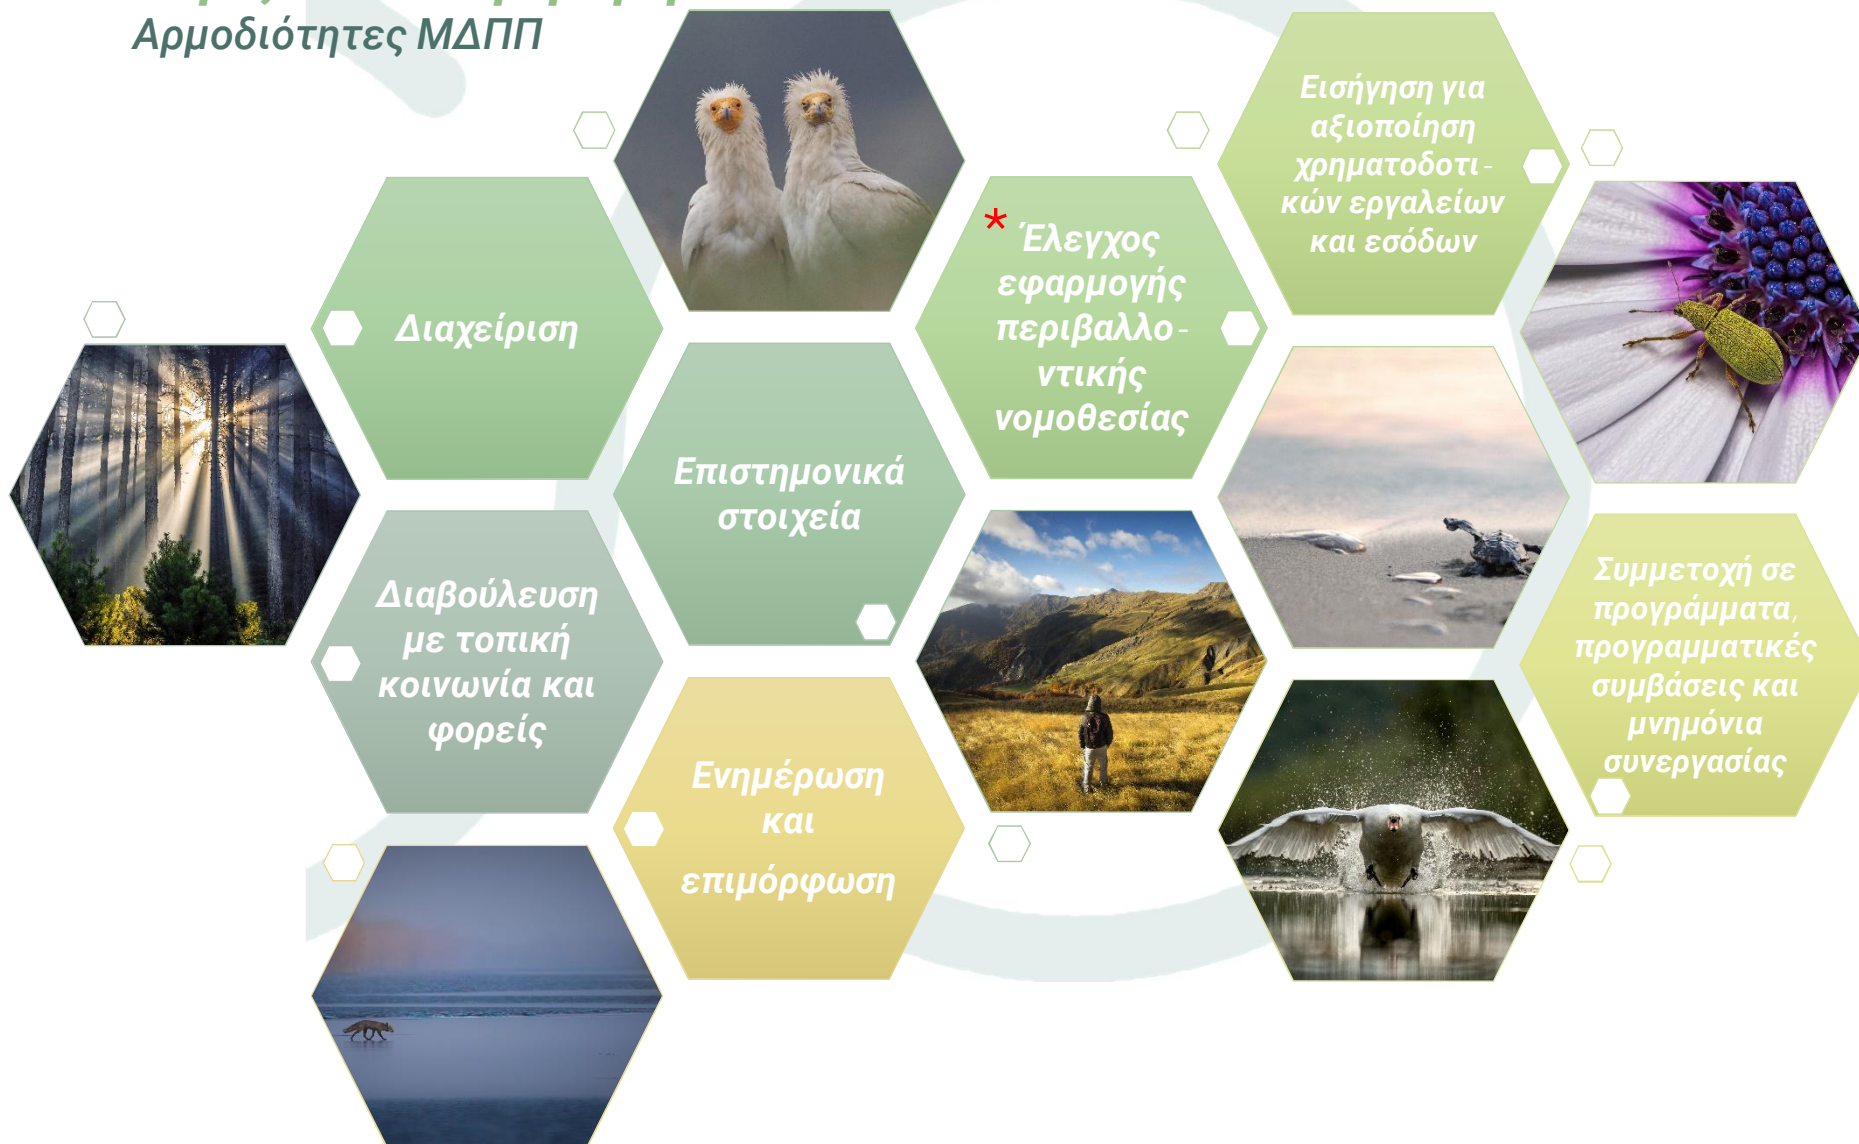 Αρμοδιότητες ΜΔΠΠ
Διαχείριση
Διαβούλευση
με τοπική
κοινωνία και
φορείς
Επιστημονικά
στοιχεία
Ενημέρωση
και
επιμόρφωση
* Έλεγχος
εφαρμογής
περιβαλλο-
ντικής
νομοθεσίας
Εισήγηση για
αξιοποίηση
χρηματοδοτι-
κών εργαλείων
και εσόδων
Συμμετοχή σε
προγράμματα,
προγραμματικές
συμβάσεις και
μνημόνια
συνεργασίας